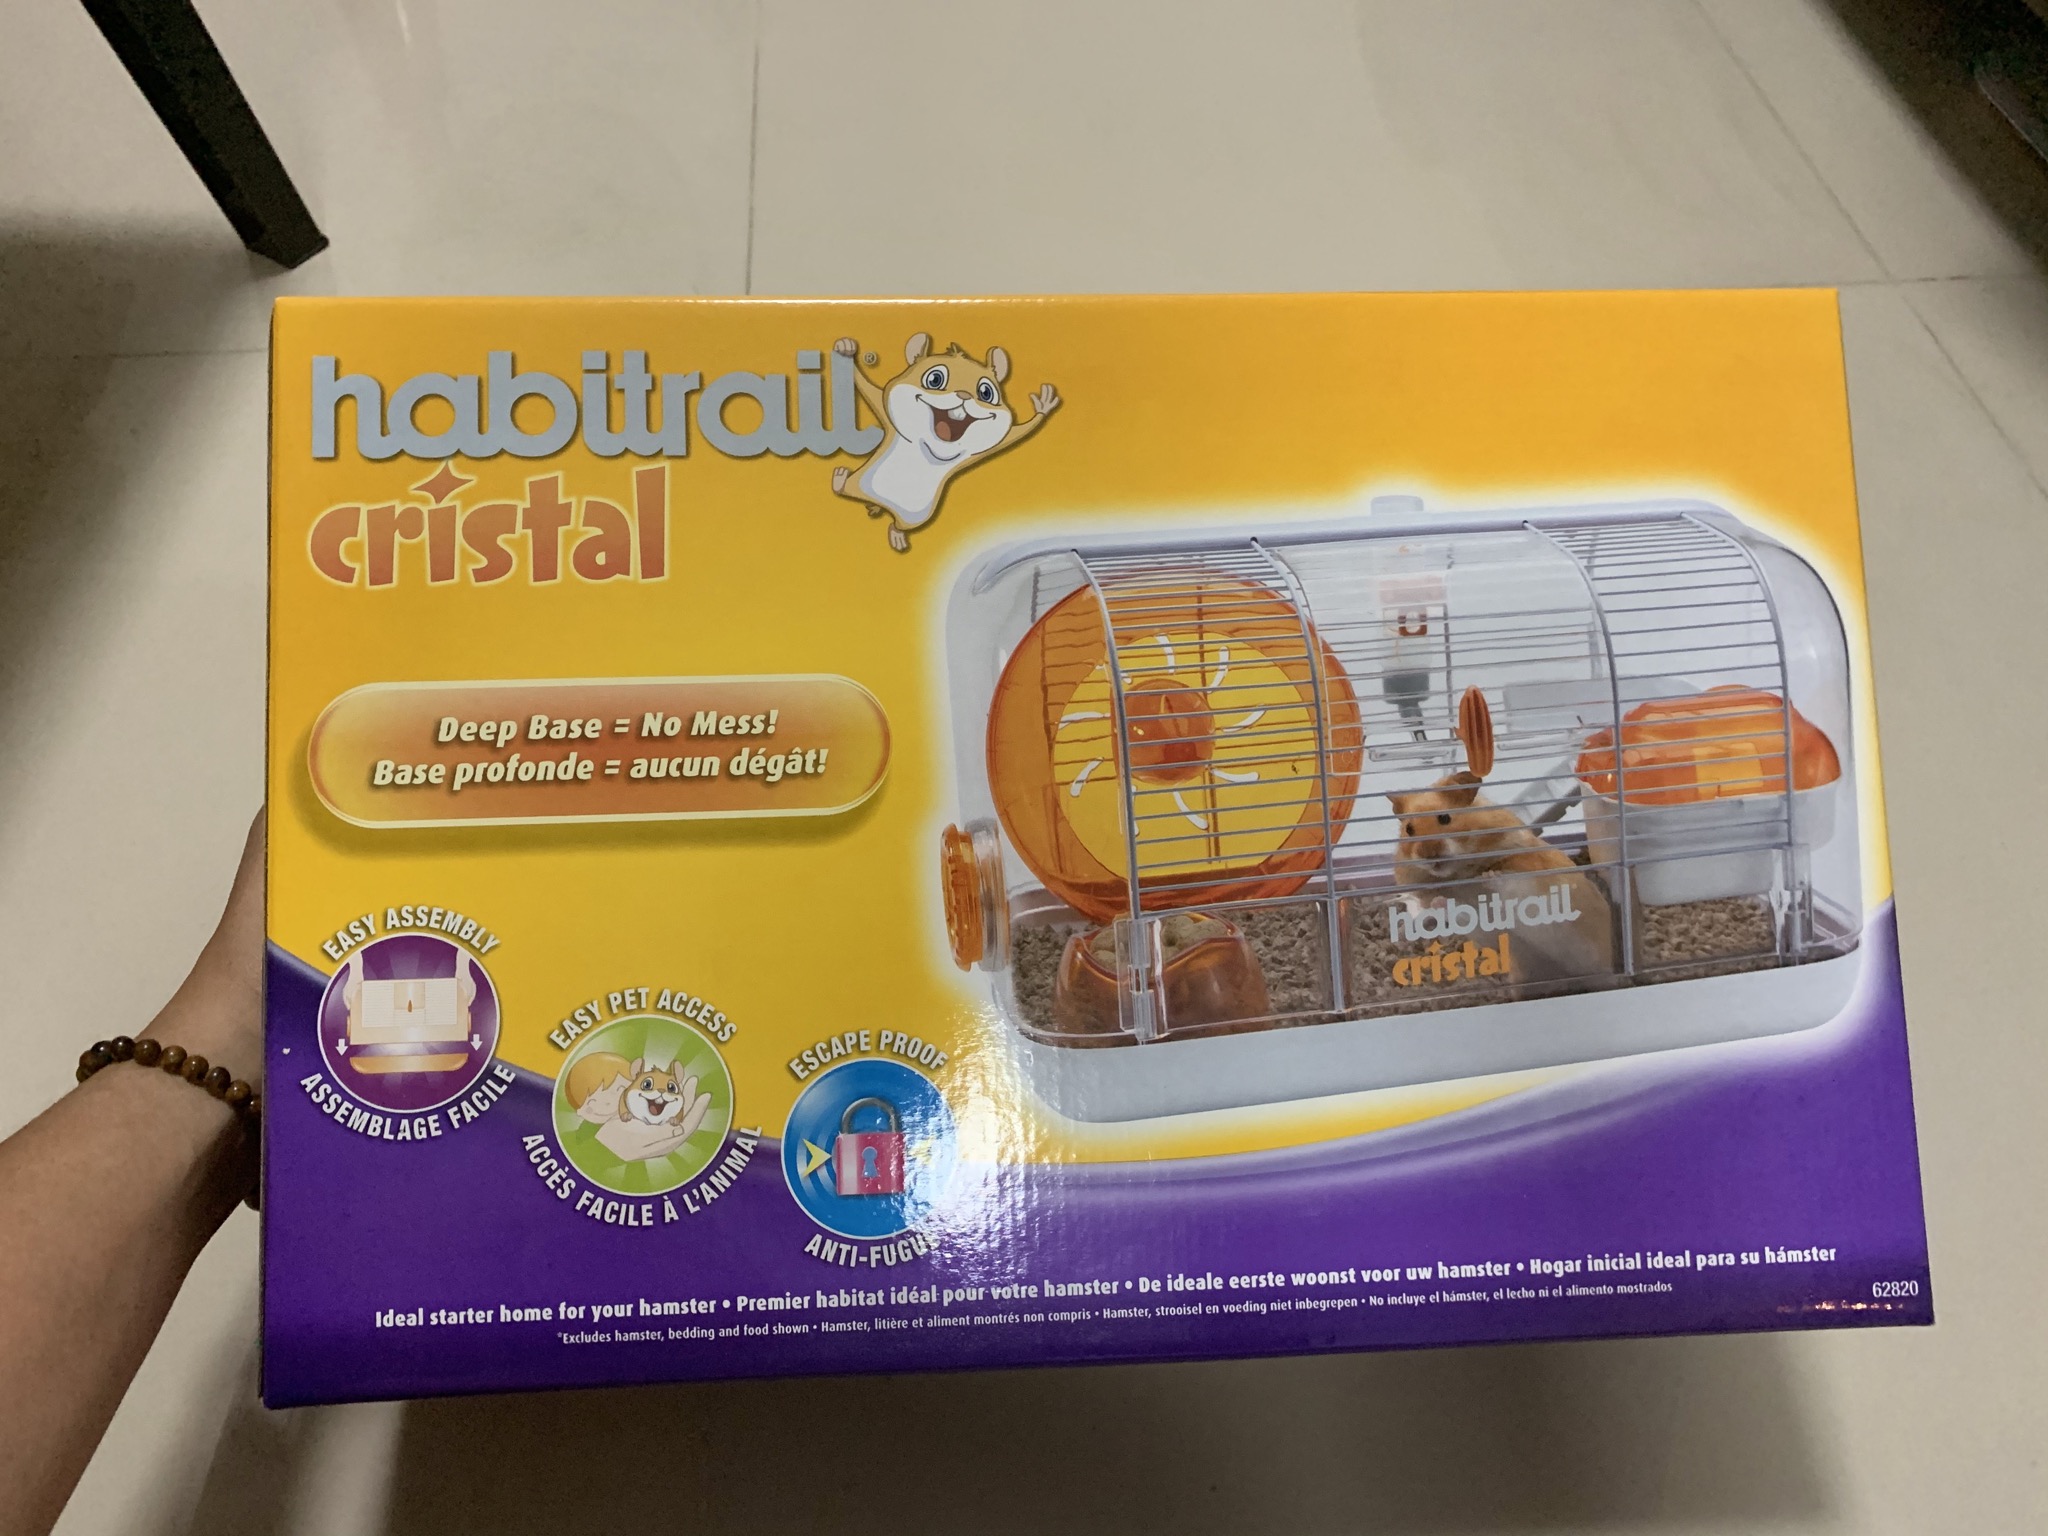 habitrail®
cristal
Deep Base = No Mess!
Base profonde = aucun dégât!
EASY ASSEMBLY
ASSEMBLAGE FACILE
EASY PET ACCESS
ACCÈS FACILE À L'ANIMAL
ESCAPE PROOF
ANTI-FUGUE
habitrail
cristal
Ideal starter home for your hamster • Premier habitat idéal pour votre hamster • De ideale eerste woonst voor uw hamster • Hogar inicial ideal para su hámster
*Excludes hamster, bedding and food shown • Hamster, litière et aliment montrés non compris • Hamster, strooisel en voeding niet inbegrepen • No incluye el hámster, el lecho ni el alimento mostrados
62820